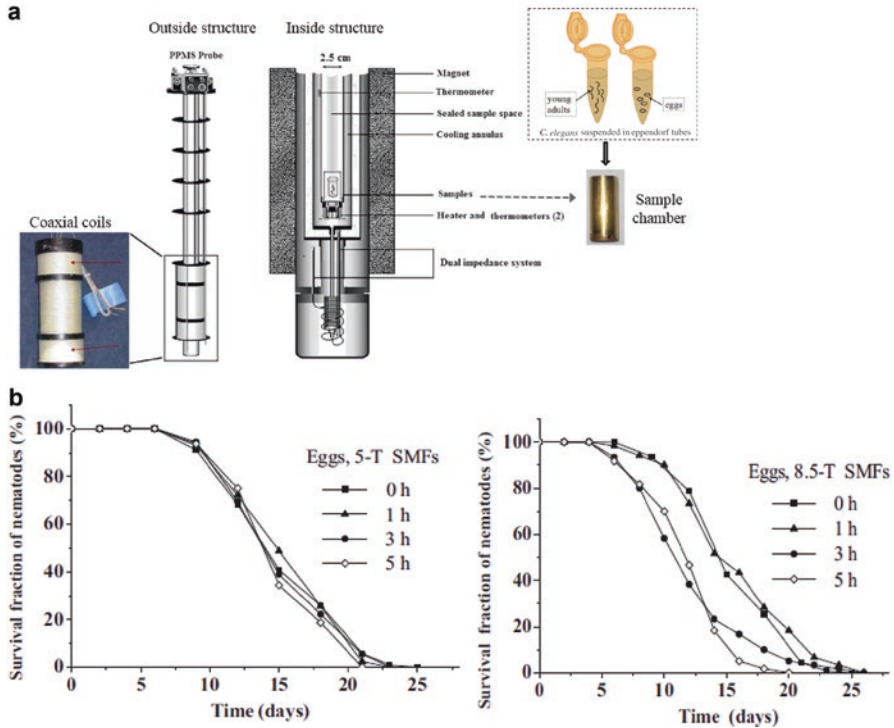 a
Outside structure
Inside structure
PPMS Probe
2.5 cm
Magnet
Thermometer
Sealed sample space
Cooling annulus
Samples
Heater and thermometers (2)
Dual impedance system
Coaxial coils
young
adults
eggs
C. elegans suspended in eppendorf tubes
Sample
chamber
b
Survival fraction of nematodes (%)
100
80
60
40
20
0
Eggs, 5-T SMFs
0 h
1 h
3 h
5 h
0 5 10 15 20 25
Time (days)
Survival fraction of nematodes (%)
100
80
60
40
20
0
Eggs, 8.5-T SMFs
0 h
1 h
3 h
5 h
0 5 10 15 20 25
Time (days)